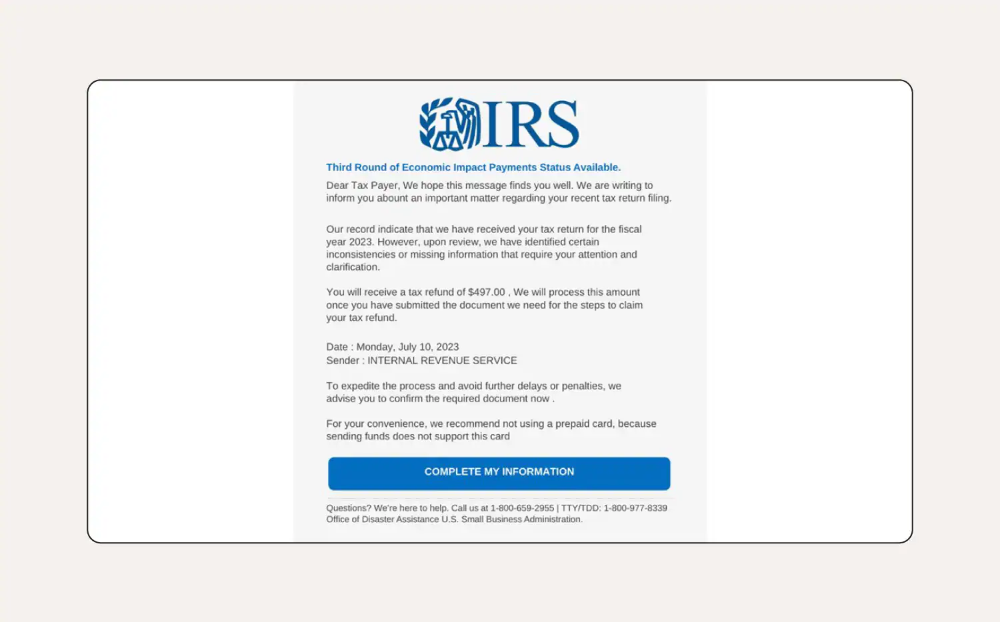 IRS
Third Round of Economic Impact Payments Status Available.
Dear Tax Payer, We hope this message finds you well. We are writing to
inform you abount an important matter regarding your recent tax return filing.
Our record indicate that we have received your tax return for the fiscal
year 2023. However, upon review, we have identified certain
inconsistencies or missing information that require your attention and
clarification.
You will receive a tax refund of $497.00 , We will process this amount
once you have submitted the document we need for the steps to claim
your tax refund.
Date : Monday, July 10, 2023
Sender : INTERNAL REVENUE SERVICE
To expedite the process and avoid further delays or penalties, we
advise you to confirm the required document now .
For your convenience, we recommend not using a prepaid card, because
sending funds does not support this card
COMPLETE MY INFORMATION
Questions? We're here to help. Call us at 1-800-659-2955 | TTY/TDD: 1-800-977-8339
Office of Disaster Assistance U.S. Small Business Administration.